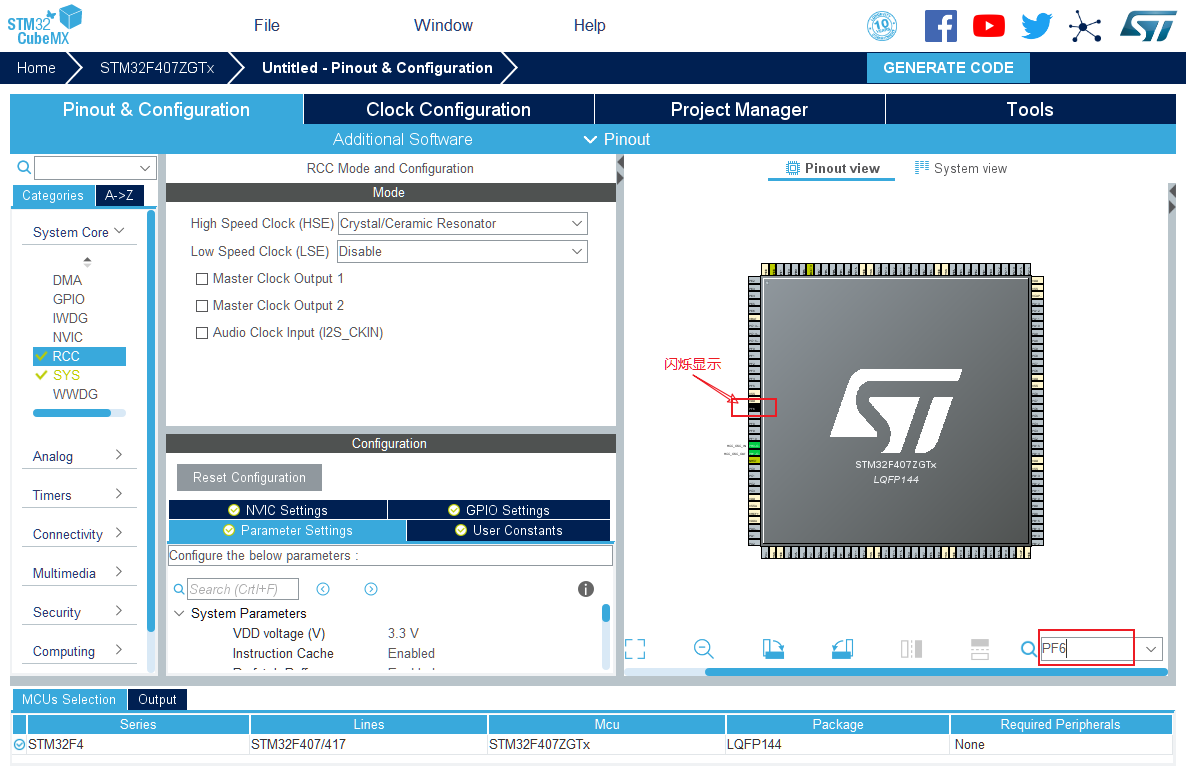 STM32
CubeMX
File
Window
Help
10
ST
Home
STM32F407ZGTx
Untitled - Pinout & Configuration
GENERATE CODE
Pinout & Configuration
Clock Configuration
Project Manager
Tools
Additional Software
Pinout
Categories
A->Z
System Core
DMA
GPIO
IWDG
NVIC
RCC
SYS
WWDG
Analog
Timers
Connectivity
Multimedia
Security
Computing
RCC Mode and Configuration
Mode
High Speed Clock (HSE)
Crystal/Ceramic Resonator
Low Speed Clock (LSE)
Disable
Master Clock Output 1
Master Clock Output 2
Audio Clock Input (I2S_CKIN)
Configuration
Reset Configuration
NVIC Settings
GPIO Settings
Parameter Settings
User Constants
Configure the below parameters :
Search (Crtl+F)
System Parameters
VDD voltage (V)
3.3 V
Instruction Cache
Enabled
Pinout view
System view
闪烁显示
ST
STM32F407ZGTx
LQFP144
PF6
MCUs Selection
Output
Series
Lines
Mcu
Package
Required Peripherals
STM32F4
STM32F407/417
STM32F407ZGTx
LQFP144
None